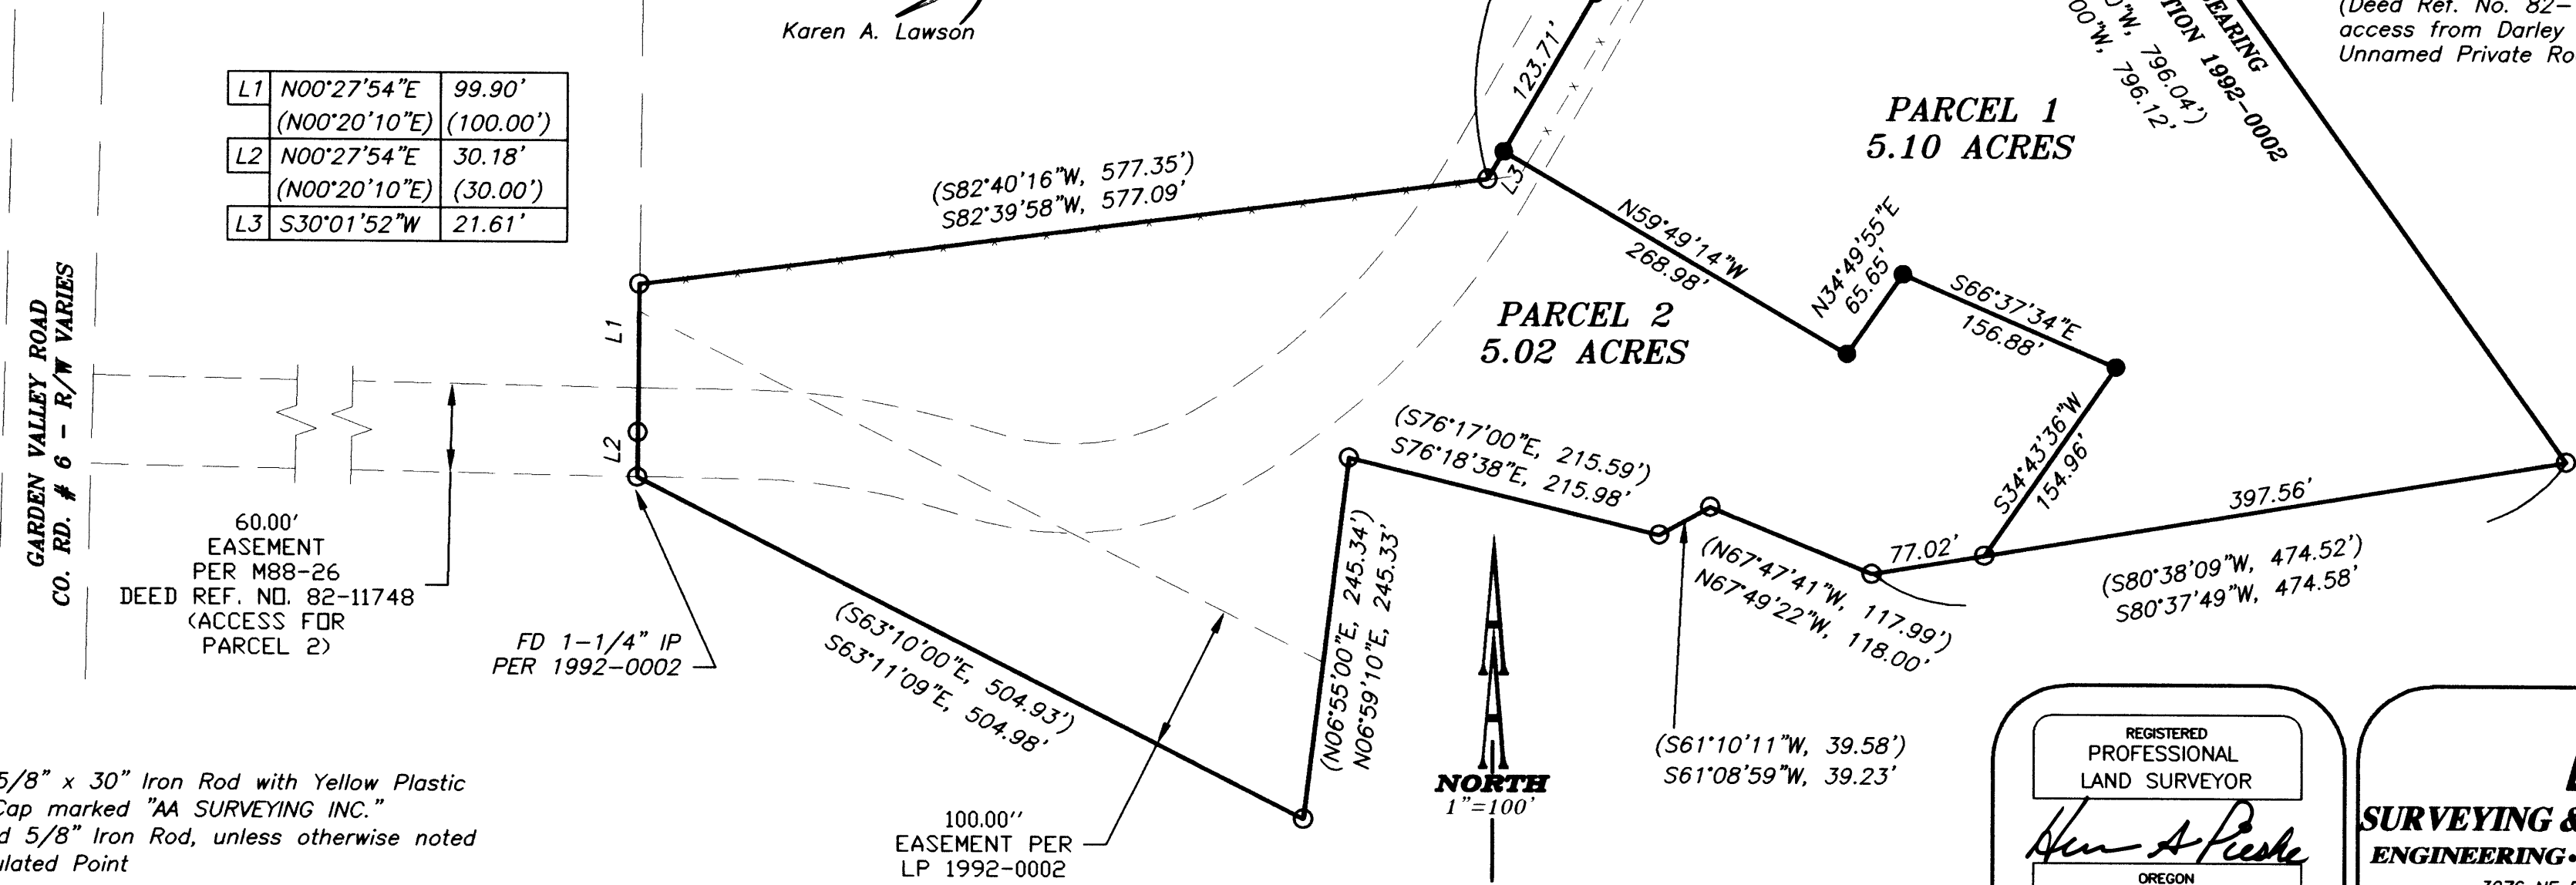 Karen A. Lawson
(Deed Ref. No. 82-
access from Darley
Unnamed Private Ro
L1 N00°27'54"E 99.90'
(N00°20'10"E) (100.00')
L2 N00°27'54"E 30.18'
(N00°20'10"E) (30.00')
L3 S30°01'52"W 21.61'
123.71'
EARING
TION 1992-0002
0"W, 796.04')
00"W, 796.12'
PARCEL 1
5.10 ACRES
(S82°40'16"W, 577.35')
S82°39'58"W, 577.09'
L3
N59°49'14"W
268.98'
N34°49'55"E
65.65'
S66°37'34"E
156.88'
GARDEN VALLEY ROAD
CO. RD. # 6 - R/W VARIES
L1
L2
PARCEL 2
5.02 ACRES
(S76°17'00"E, 215.59')
S76°18'38"E, 215.98'
S34°43'36"W
154.96'
397.56'
77.02'
(S80°38'09"W, 474.52')
S80°37'49"W, 474.58'
60.00'
EASEMENT
PER M88-26
DEED REF. NO. 82-11748
(ACCESS FOR
PARCEL 2)
FD 1-1/4" IP
PER 1992-0002
(S63°10'00"E, 504.93')
S63°11'09"E, 504.98'
(N06°55'00"E, 245.34')
N06°59'10"E, 245.33'
(N67°47'41"W, 117.99')
N67°49'22"W, 118.00'
(S61°10'11"W, 39.58')
S61°08'59"W, 39.23'
NORTH
1"=100'
100.00''
EASEMENT PER
LP 1992-0002
5/8" x 30" Iron Rod with Yellow Plastic
Cap marked "AA SURVEYING INC."
d 5/8" Iron Rod, unless otherwise noted
ulated Point
REGISTERED
PROFESSIONAL
LAND SURVEYOR
OREGON
SURVEYING &
ENGINEERING•